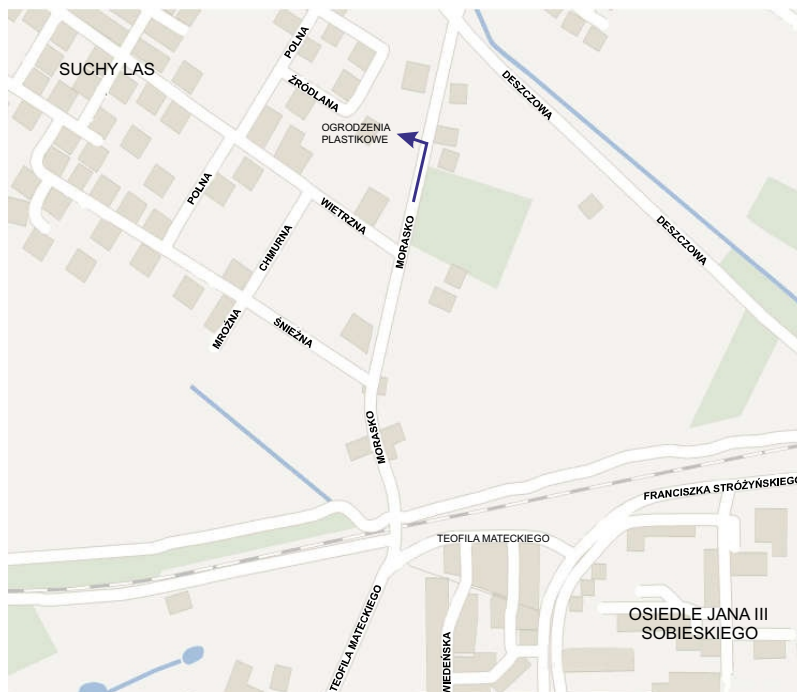 SUCHY LAS
POLNA
ŹRÓDLANA
DESZCZOWA
OGRODZENIA
PLASTIKOWE
POLNA
WIETRZNA
MORASKO
DESZCZOWA
CHMURNA
MROŹNA
ŚNIEŻNA
MORASKO
FRANCISZKA STRÓŻYŃSKIEGO
TEOFILA MATECKIEGO
TEOFILA MATECKIEGO
WIEDEŃSKA
OSIEDLE JANA III
SOBIESKIEGO